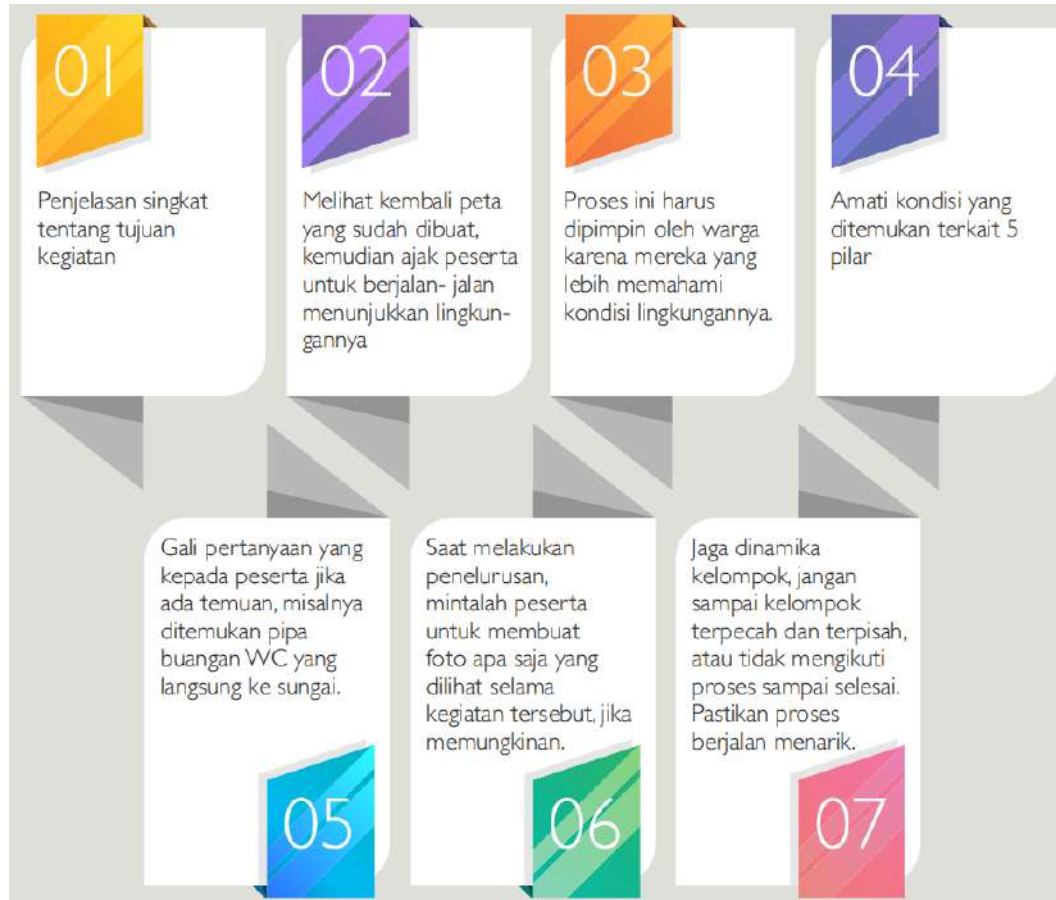 01
Penjelasan singkat
tentang tujuan
kegiatan
02
Melihat kembali peta
yang sudah dibuat,
kemudian ajak peserta
untuk berjalan- jalan
menunjukkan lingkun-
gannya
03
Proses ini harus
dipimpin oleh warga
karena mereka yang
lebih memahami
kondisi lingkungannya.
04
Amati kondisi yang
ditemukan terkait 5
pilar
Gali pertanyaan yang
kepada peserta jika
ada temuan, misalnya
ditemukan pipa
buangan WC yang
langsung ke sungai.
05
Saat melakukan
penelurusan,
mintalah peserta
untuk membuat
foto apa saja yang
dilihat selama
kegiatan tersebut, jika
memungkinan.
06
Jaga dinamika
kelompok, jangan
sampai kelompok
terpecah dan terpisah,
atau tidak mengikuti
proses sampai selesai.
Pastikan proses
berjalan menarik.
07